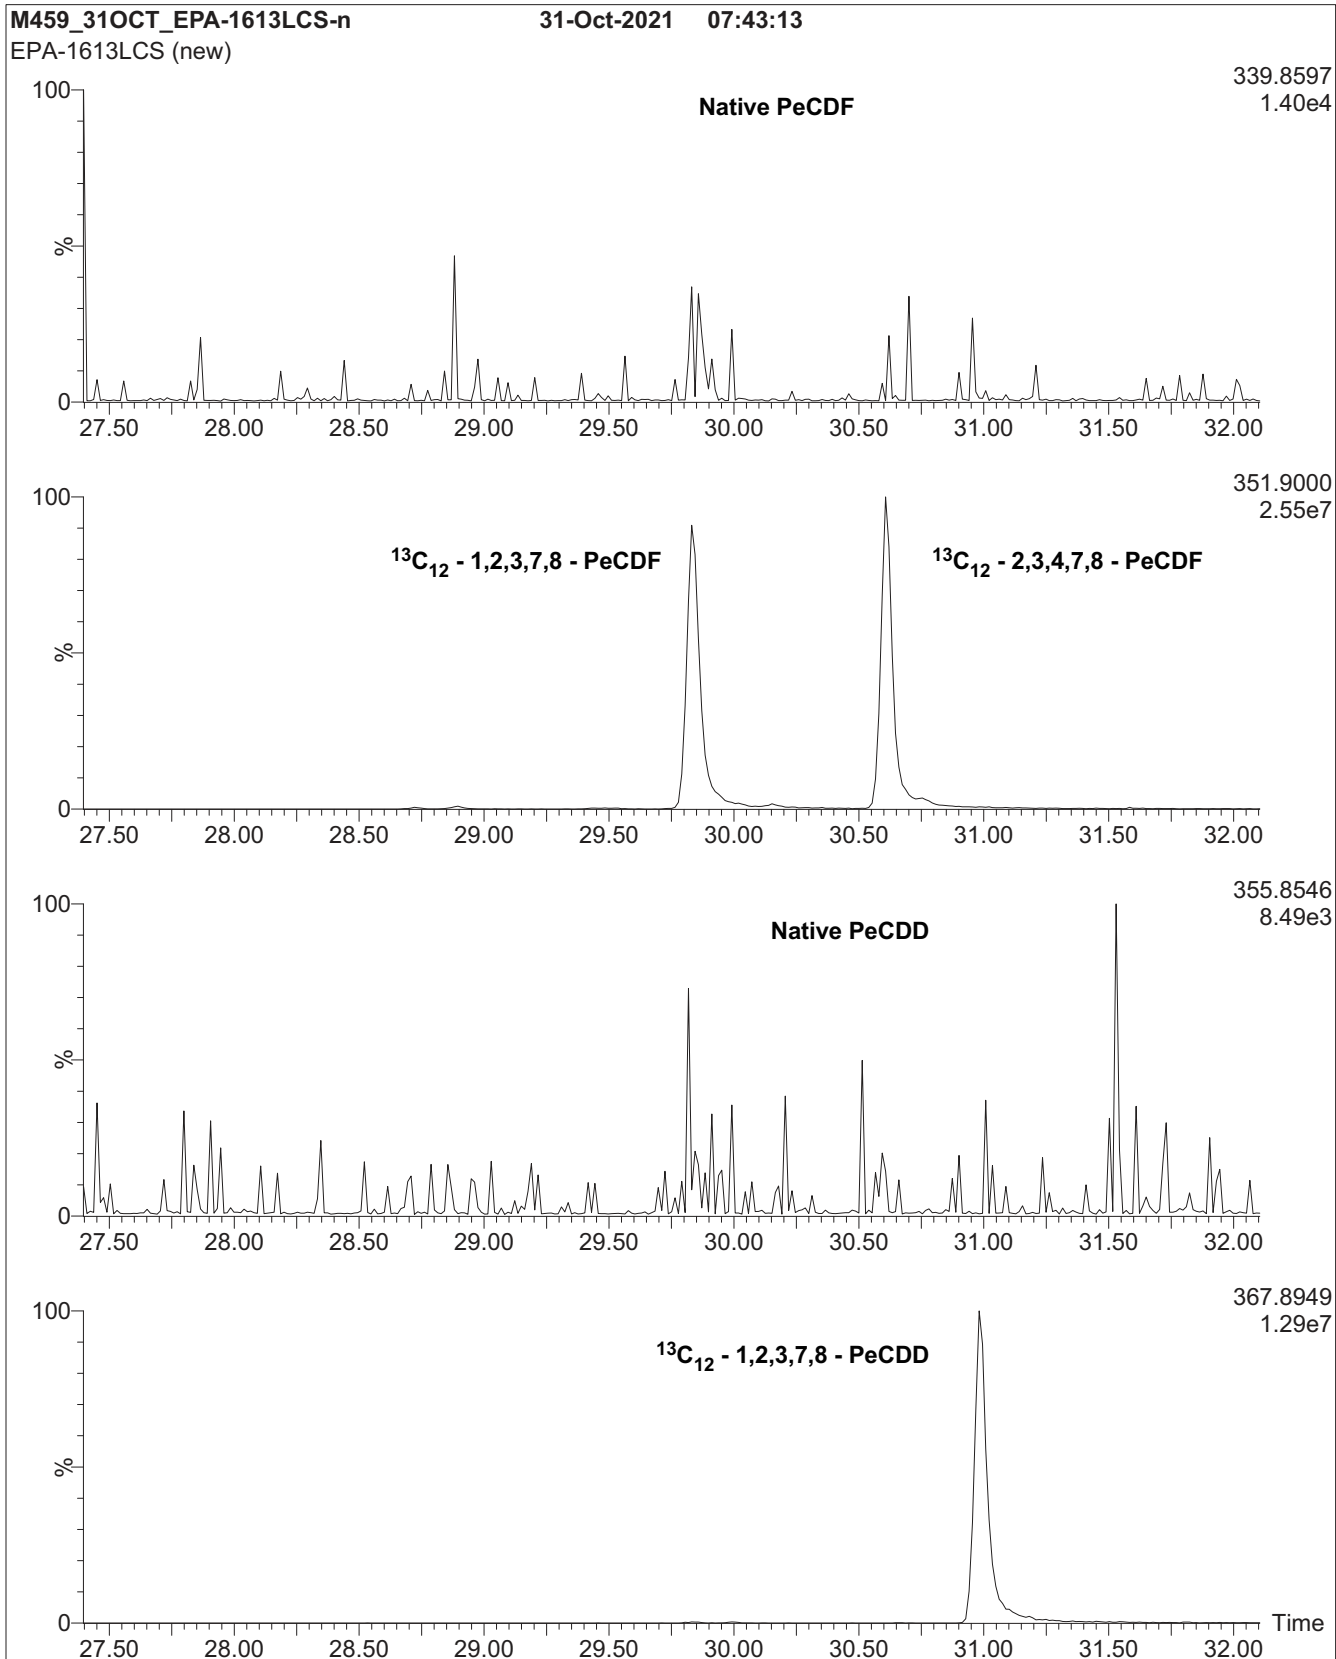 M459_31OCT_EPA-1613LCS-n 31-Oct-2021 07:43:13
EPA-1613LCS (new)
339.8597
1.40e4
Native PeCDF
100
%
0
27.50 28.00 28.50 29.00 29.50 30.00 30.50 31.00 31.50 32.00
351.9000
2.55e7
100
¹³C₁₂ - 1,2,3,7,8 - PeCDF ¹³C₁₂ - 2,3,4,7,8 - PeCDF
%
0
27.50 28.00 28.50 29.00 29.50 30.00 30.50 31.00 31.50 32.00
355.8546
8.49e3
100
Native PeCDD
%
0
27.50 28.00 28.50 29.00 29.50 30.00 30.50 31.00 31.50 32.00
367.8949
1.29e7
100
¹³C₁₂ - 1,2,3,7,8 - PeCDD
%
0
Time
27.50 28.00 28.50 29.00 29.50 30.00 30.50 31.00 31.50 32.00